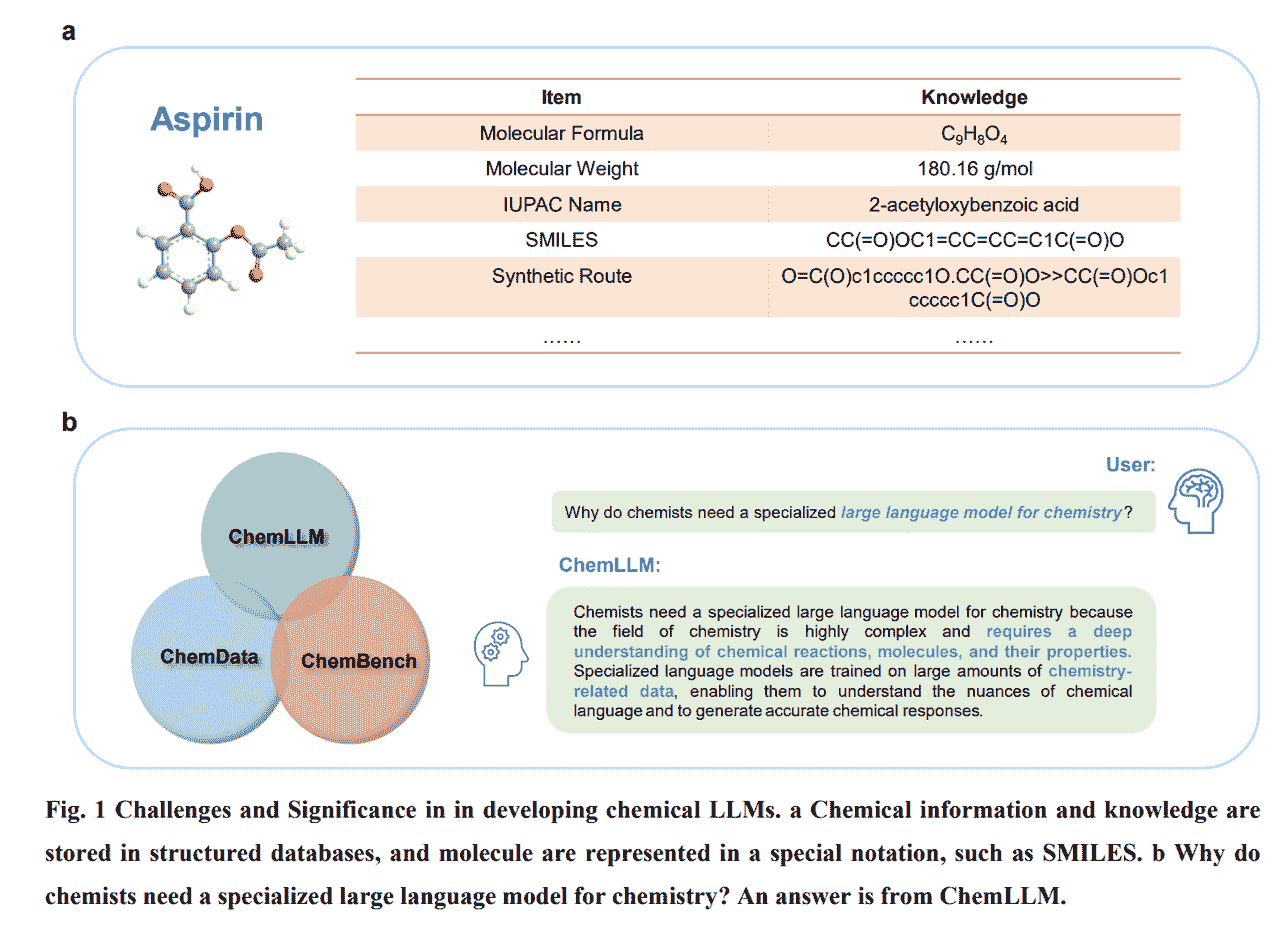 a
Aspirin
Item Knowledge
Molecular Formula C₉H₈O₄
Molecular Weight 180.16 g/mol
IUPAC Name 2-acetyloxybenzoic acid
SMILES CC(=O)OC1=CC=CC=C1C(=O)O
Synthetic Route O=C(O)c1ccccc1O.CC(=O)O>>CC(=O)Oc1
ccccc1C(=O)O
...... ......
b
ChemLLM
ChemData
ChemBench
User:
Why do chemists need a specialized large language model for chemistry?
ChemLLM:
Chemists need a specialized large language model for chemistry because
the field of chemistry is highly complex and requires a deep
understanding of chemical reactions, molecules, and their properties.
Specialized language models are trained on large amounts of chemistry-
related data, enabling them to understand the nuances of chemical
language and to generate accurate chemical responses.
Fig. 1 Challenges and Significance in in developing chemical LLMs. a Chemical information and knowledge are
stored in structured databases, and molecule are represented in a special notation, such as SMILES. b Why do
chemists need a specialized large language model for chemistry? An answer is from ChemLLM.